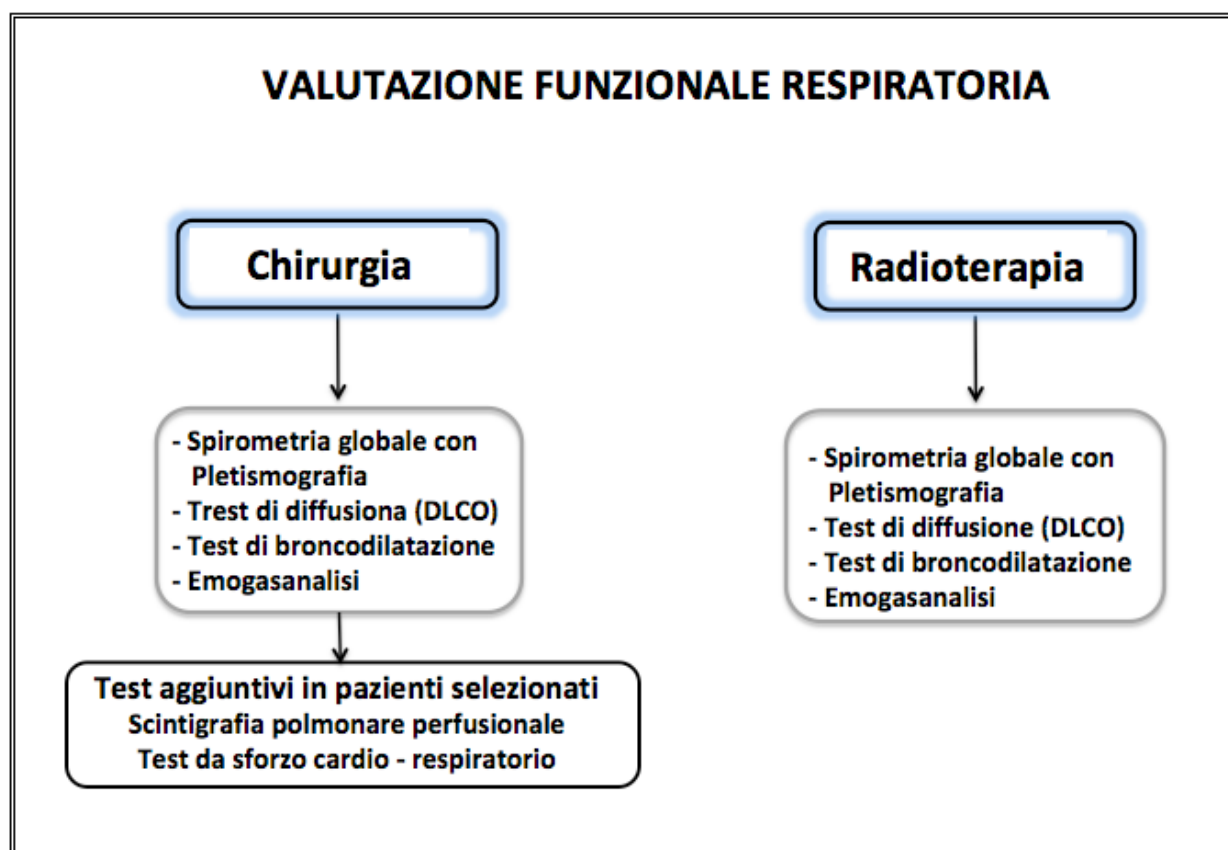 VALUTAZIONE FUNZIONALE RESPIRATORIA
Chirurgia
- Spirometria globale con
Pletismografia
- Trest di diffusiona (DLCO)
- Test di broncodilatazione
- Emogasanalisi
Test aggiuntivi in pazienti selezionati
Scintigrafia polmonare perfusionale
Test da sforzo cardio - respiratorio
Radioterapia
- Spirometria globale con
Pletismografia
- Test di diffusione (DLCO)
- Test di broncodilatazione
- Emogasanalisi